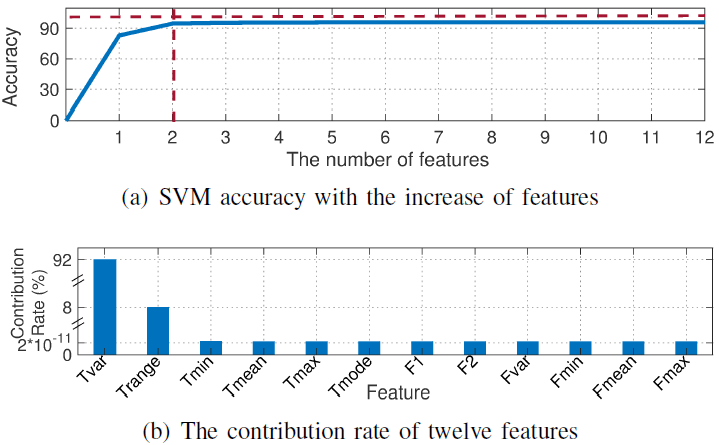 Accuracy
90
60
30
0
1 2 3 4 5 6 7 8 9 10 11 12
The number of features
(a) SVM accuracy with the increase of features
Contribution
Rate (%)
92
8
2*10-11
0
Tvar Trange Tmin Tmean Tmax Tmode F1 F2 Fvar Fmin Fmean Fmax
Feature
(b) The contribution rate of twelve features